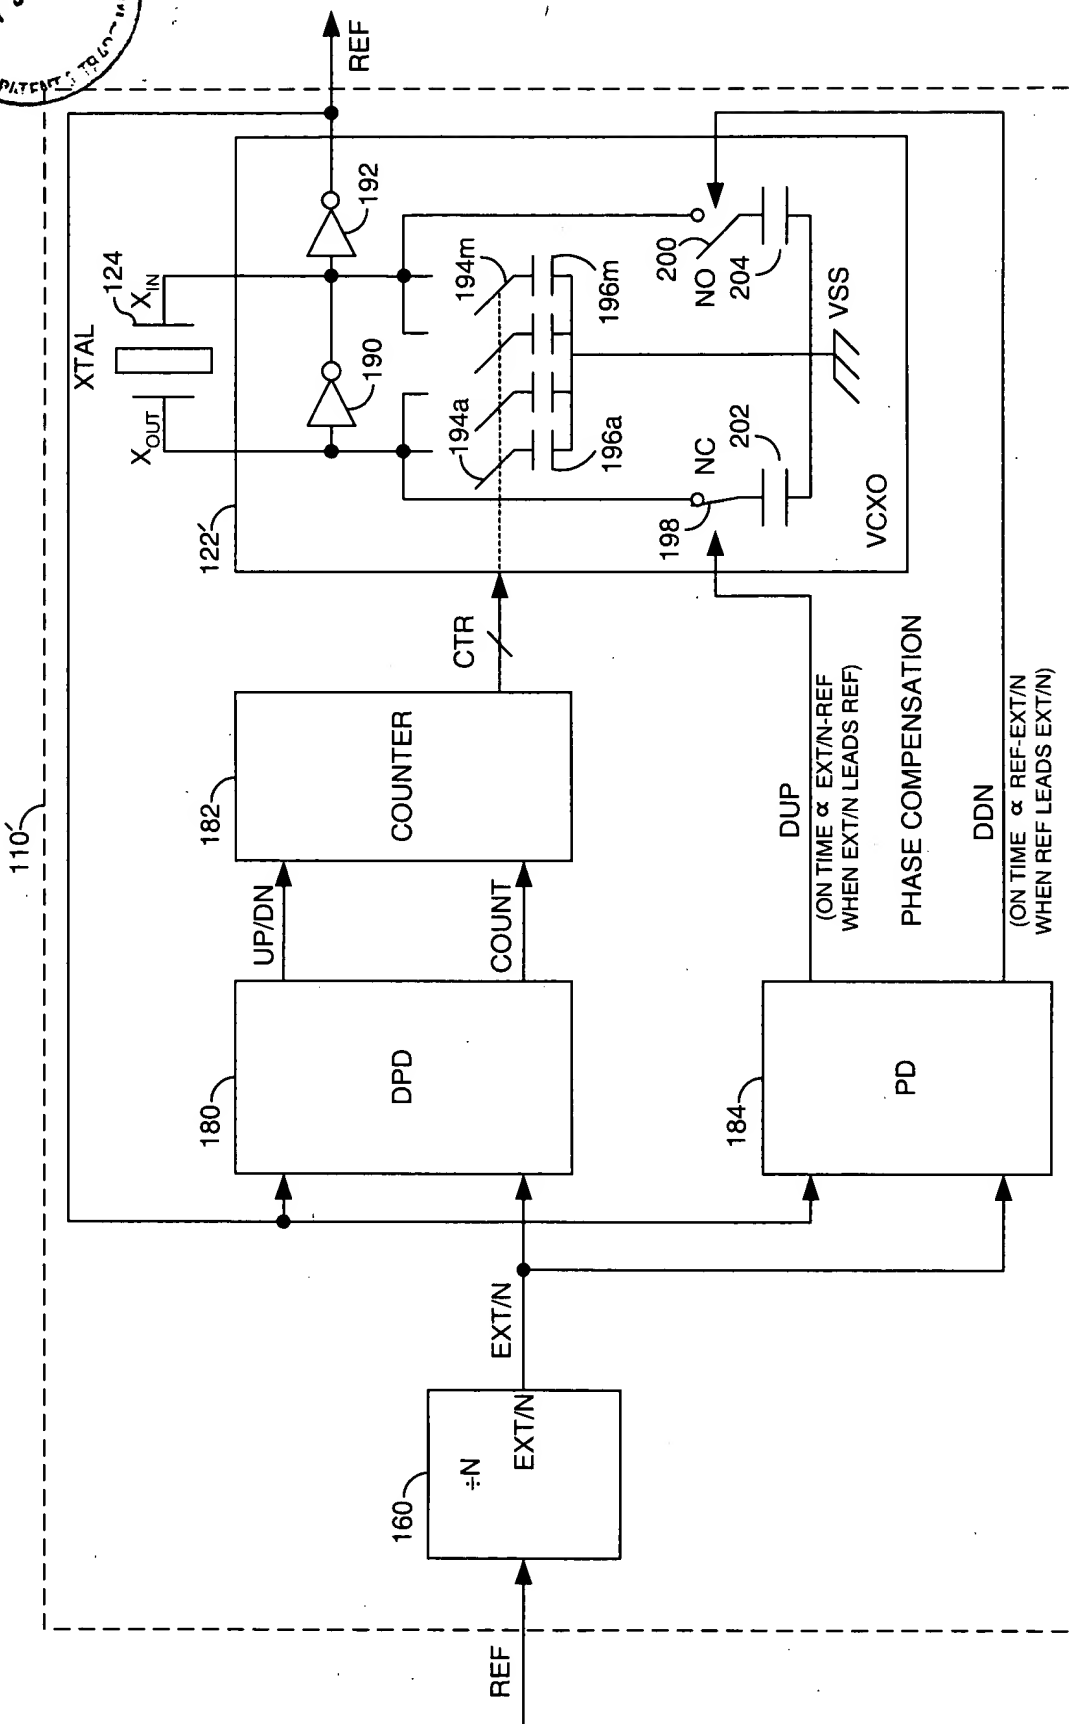 110'
REF
÷N
EXT/N
160
EXT/N
DPD
180
UP/DN
COUNT
COUNTER
182
CTR
PD
184
DUP
(ON TIME ∝ EXT/N-REF
WHEN EXT/N LEADS REF)
PHASE COMPENSATION
DDN
(ON TIME ∝ REF-EXT/N
WHEN REF LEADS EXT/N)
122'
XTAL
124
XOUT
XIN
190
192
REF
194a
194m
196a
196m
198
NC
202
200
NO
204
VSS
VCXO